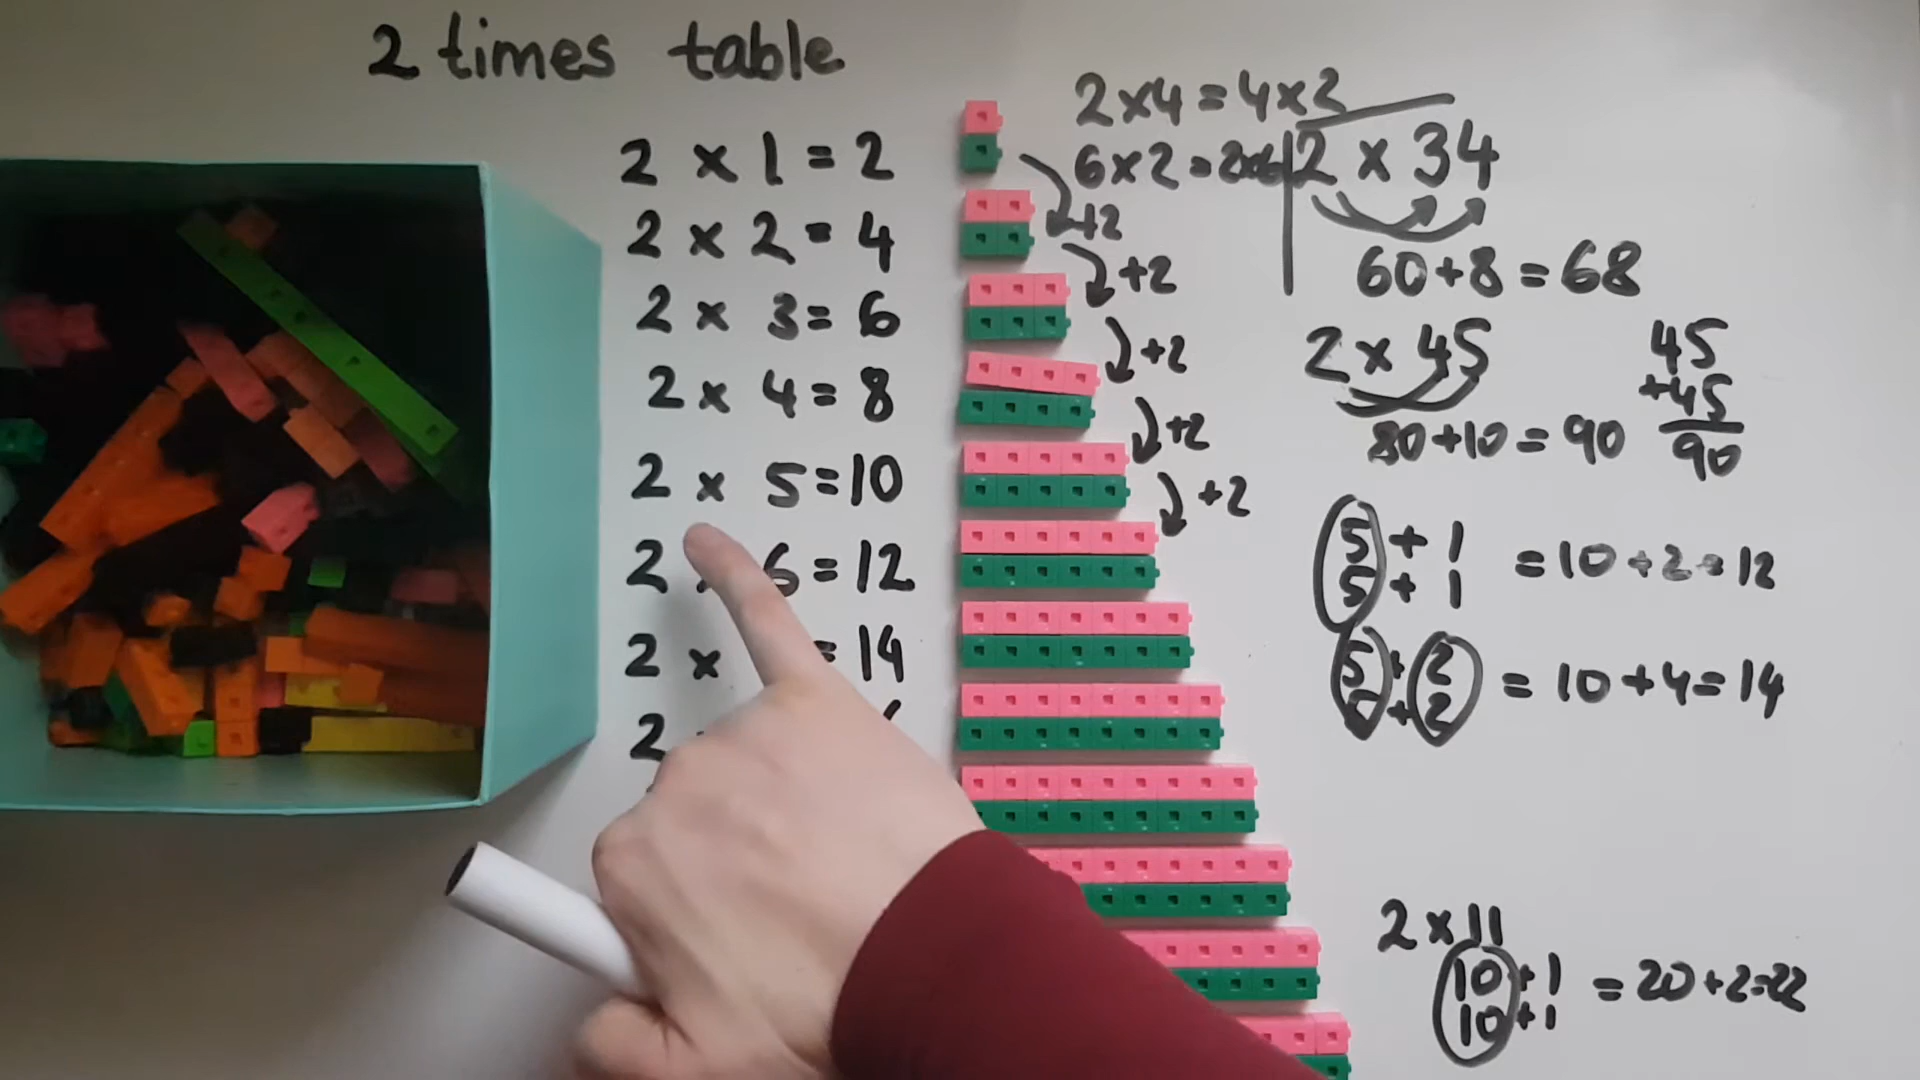 2 times table
2 x 1 = 2
2 x 2 = 4
2 x 3 = 6
2 x 4 = 8
2 x 5 = 10
2 x 6 = 12
2 x = 14
2
2 x 4 = 4 x 2
6 x 2 = 2 x 6
+2
+2
+2
+2
+2
2 x 34
60 + 8 = 68
2 x 45
80 + 10 = 90
45
+45
90
5 + 1
5 + 1
= 10 + 2 = 12
5 + 2
5 + 2
= 10 + 4 = 14
2 x 11
10 + 1
10 + 1
= 20 + 2 = 22